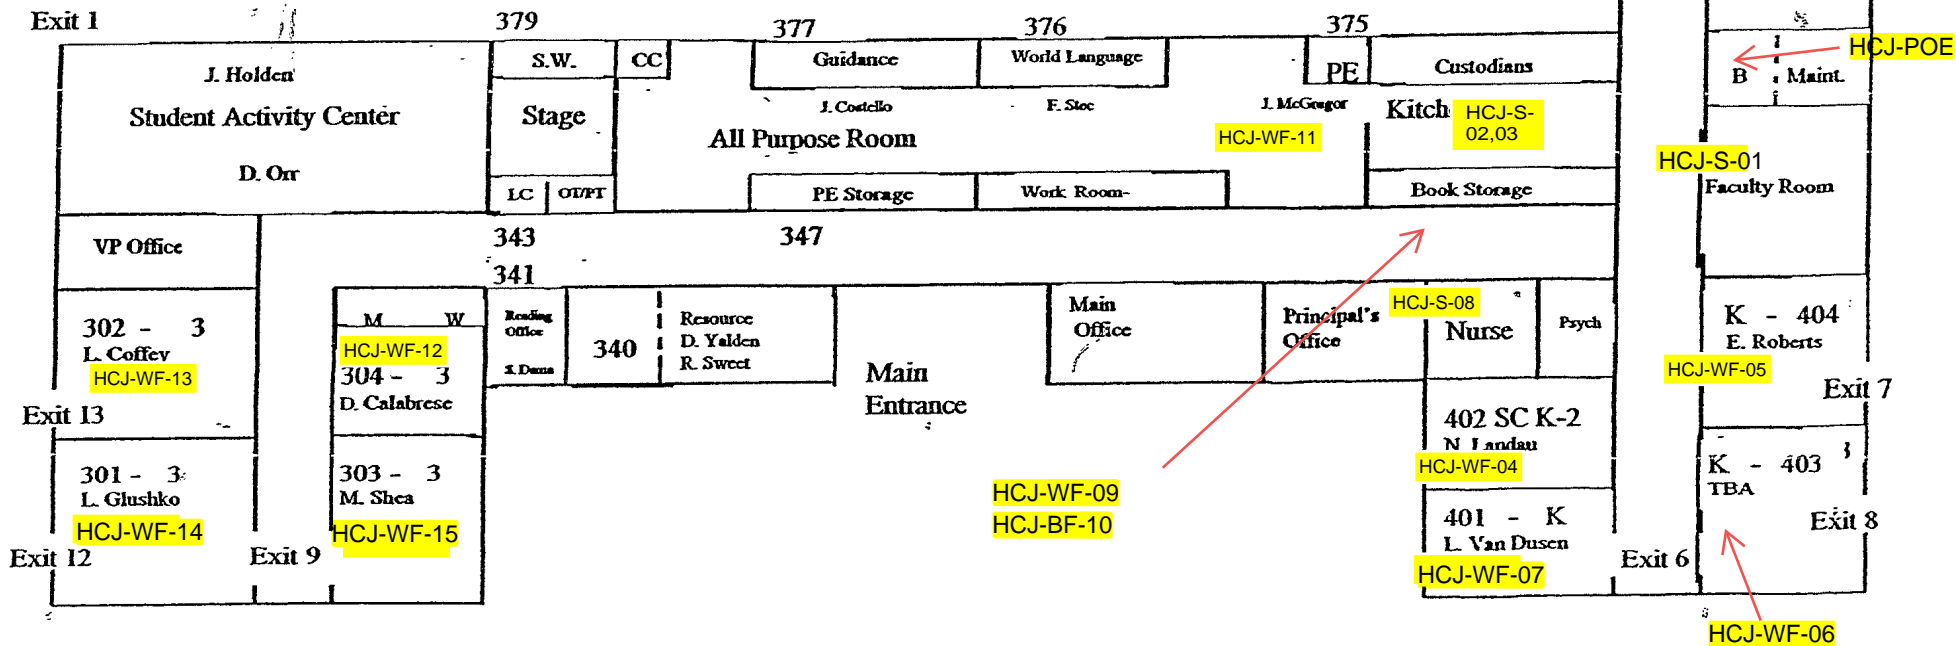 Exit 1
379
377
376
375
J. Holden
Student Activity Center
D. Orr
S.W.
CC
Stage
LC
OT/PT
Guidance
World Language
J. Costello
F. Stoc
J. McGregor
All Purpose Room
HCJ-WF-11
PE Storage
Work Room-
PE
Custodians
Kitch
HCJ-S-
02,03
Book Storage
B
Maint.
HCJ-POE
HCJ-S-01
Faculty Room
VP Office
343
347
341
302 - 3
L. Coffey
HCJ-WF-13
Exit 13
301 - 3
L. Glushko
HCJ-WF-14
Exit 12
Exit 9
M W
HCJ-WF-12
304 - 3
D. Calabrese
303 - 3
M. Shea
HCJ-WF-15
Reading
Office
340
Resource
D. Yalden
R. Sweet
Main
Entrance
Main
Office
Principal's
Office
HCJ-S-08
Nurse
Psych
402 SC K-2
N. Landau
HCJ-WF-04
401 - K
L. Van Dusen
HCJ-WF-07
HCJ-WF-09
HCJ-BF-10
Exit 6
K - 404
E. Roberts
HCJ-WF-05
Exit 7
K - 403
TBA
Exit 8
HCJ-WF-06